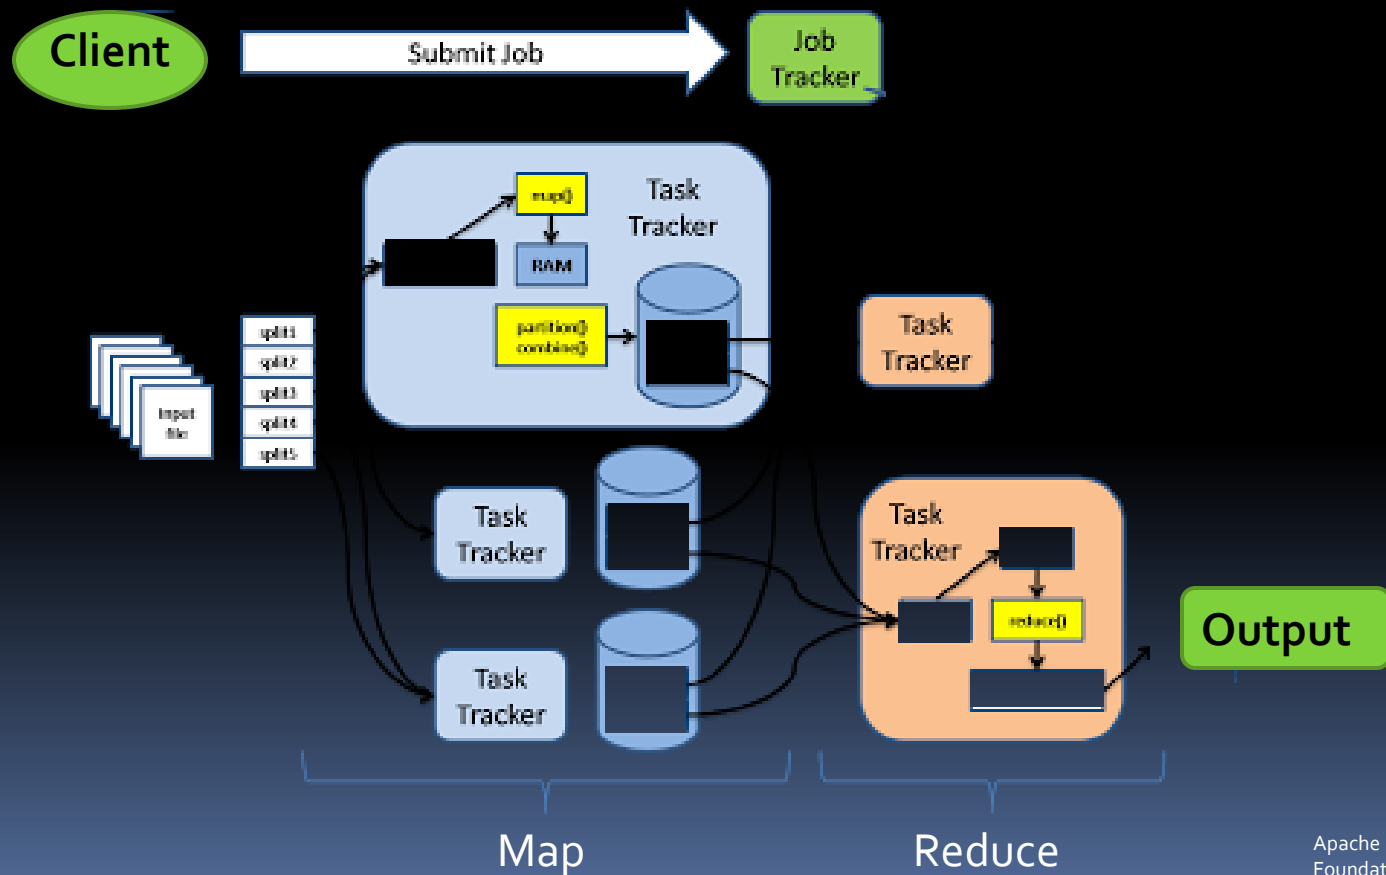 Client
Submit Job
Job
Tracker
map()
Task
Tracker
RAM
partition()
combine()
split1
split2
split3
split4
split5
Input
file
Task
Tracker
Task
Tracker
Task
Tracker
reduce()
Output
Task
Tracker
Map
Reduce
Apache
Foundat